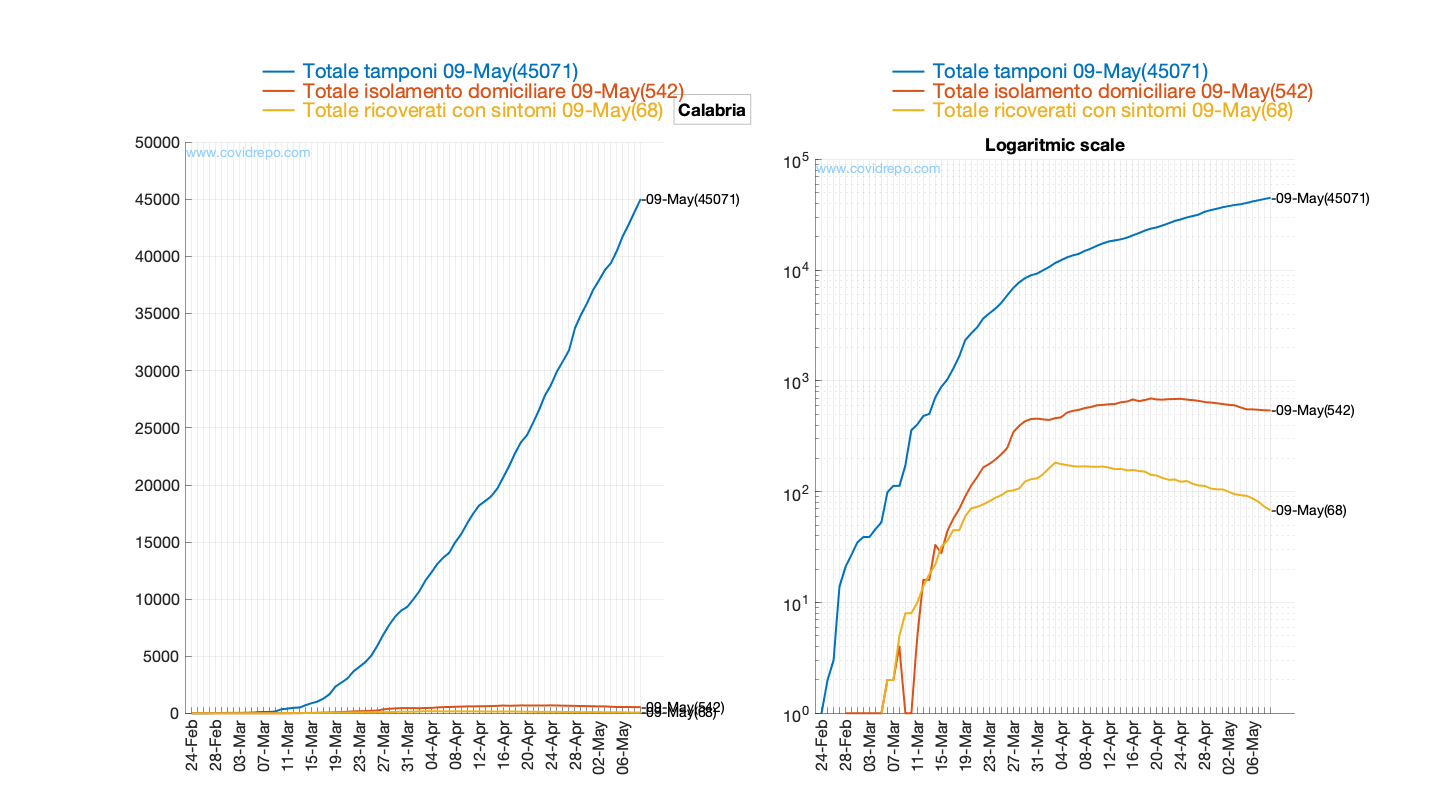 Totale tamponi 09-May(45071)
Totale isolamento domiciliare 09-May(542)
Totale ricoverati con sintomi 09-May(68)
Calabria
50000
www.covidrepo.com
45000
40000
35000
30000
25000
20000
15000
10000
5000
0
-09-May(45071)
-09-May(542)
-09-May(68)
24-Feb
28-Feb
03-Mar
07-Mar
11-Mar
15-Mar
19-Mar
23-Mar
27-Mar
31-Mar
04-Apr
08-Apr
12-Apr
16-Apr
20-Apr
24-Apr
28-Apr
02-May
06-May
Totale tamponi 09-May(45071)
Totale isolamento domiciliare 09-May(542)
Totale ricoverati con sintomi 09-May(68)
Logaritmic scale
10^5
www.covidrepo.com
10^4
10^3
10^2
10^1
10^0
-09-May(45071)
-09-May(542)
-09-May(68)
24-Feb
28-Feb
03-Mar
07-Mar
11-Mar
15-Mar
19-Mar
23-Mar
27-Mar
31-Mar
04-Apr
08-Apr
12-Apr
16-Apr
20-Apr
24-Apr
28-Apr
02-May
06-May